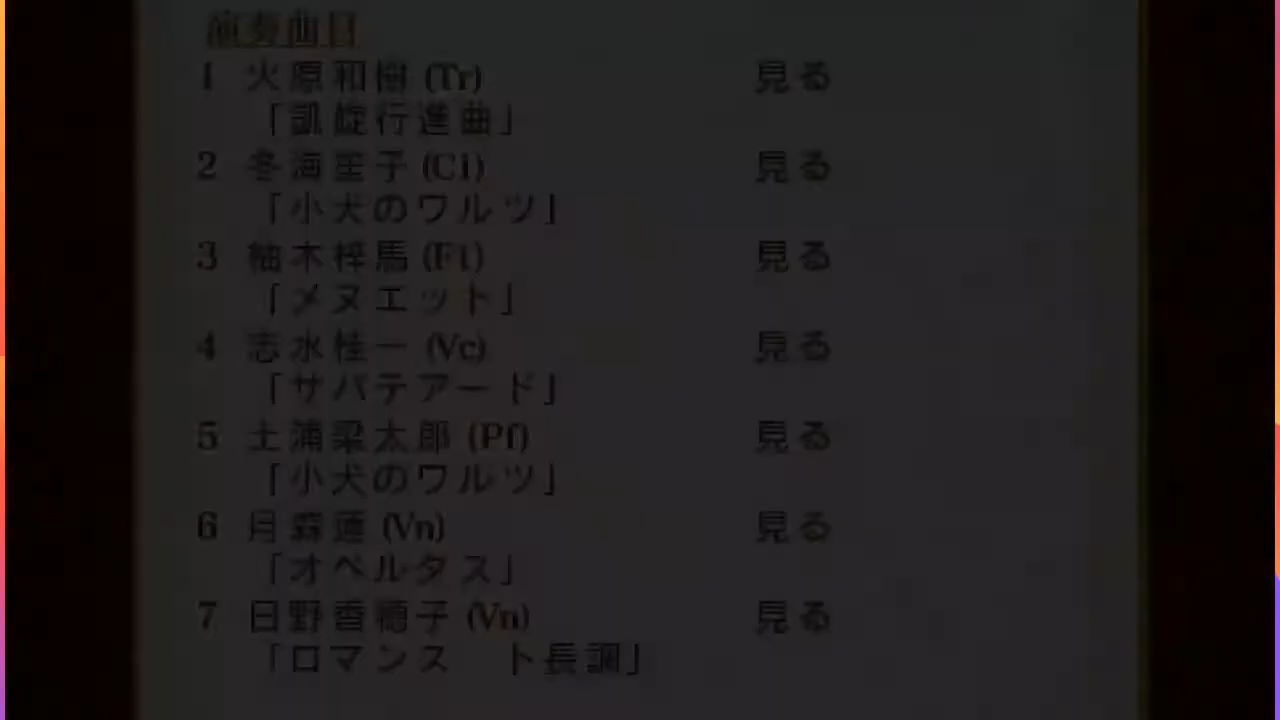 演奏曲目
1 火原和樹 (Tr) 見る
「凱旋行進曲」
2 冬海笙子 (Cl) 見る
「小犬のワルツ」
3 柚木梓馬 (Fl) 見る
「メヌエット」
4 志水桂一 (Vc) 見る
「サパテアード」
5 土浦梁太郎 (Pf) 見る
「小犬のワルツ」
6 月森蓮 (Vn) 見る
「オベルタス」
7 日野香穂子 (Vn) 見る
「ロマンス ト長調」